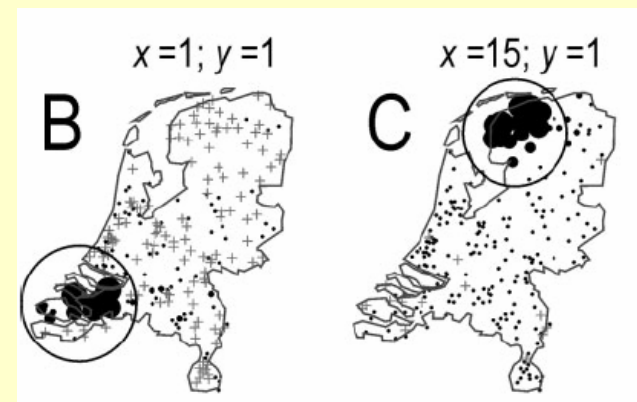 x =1; y =1
x =15; y =1
B
C